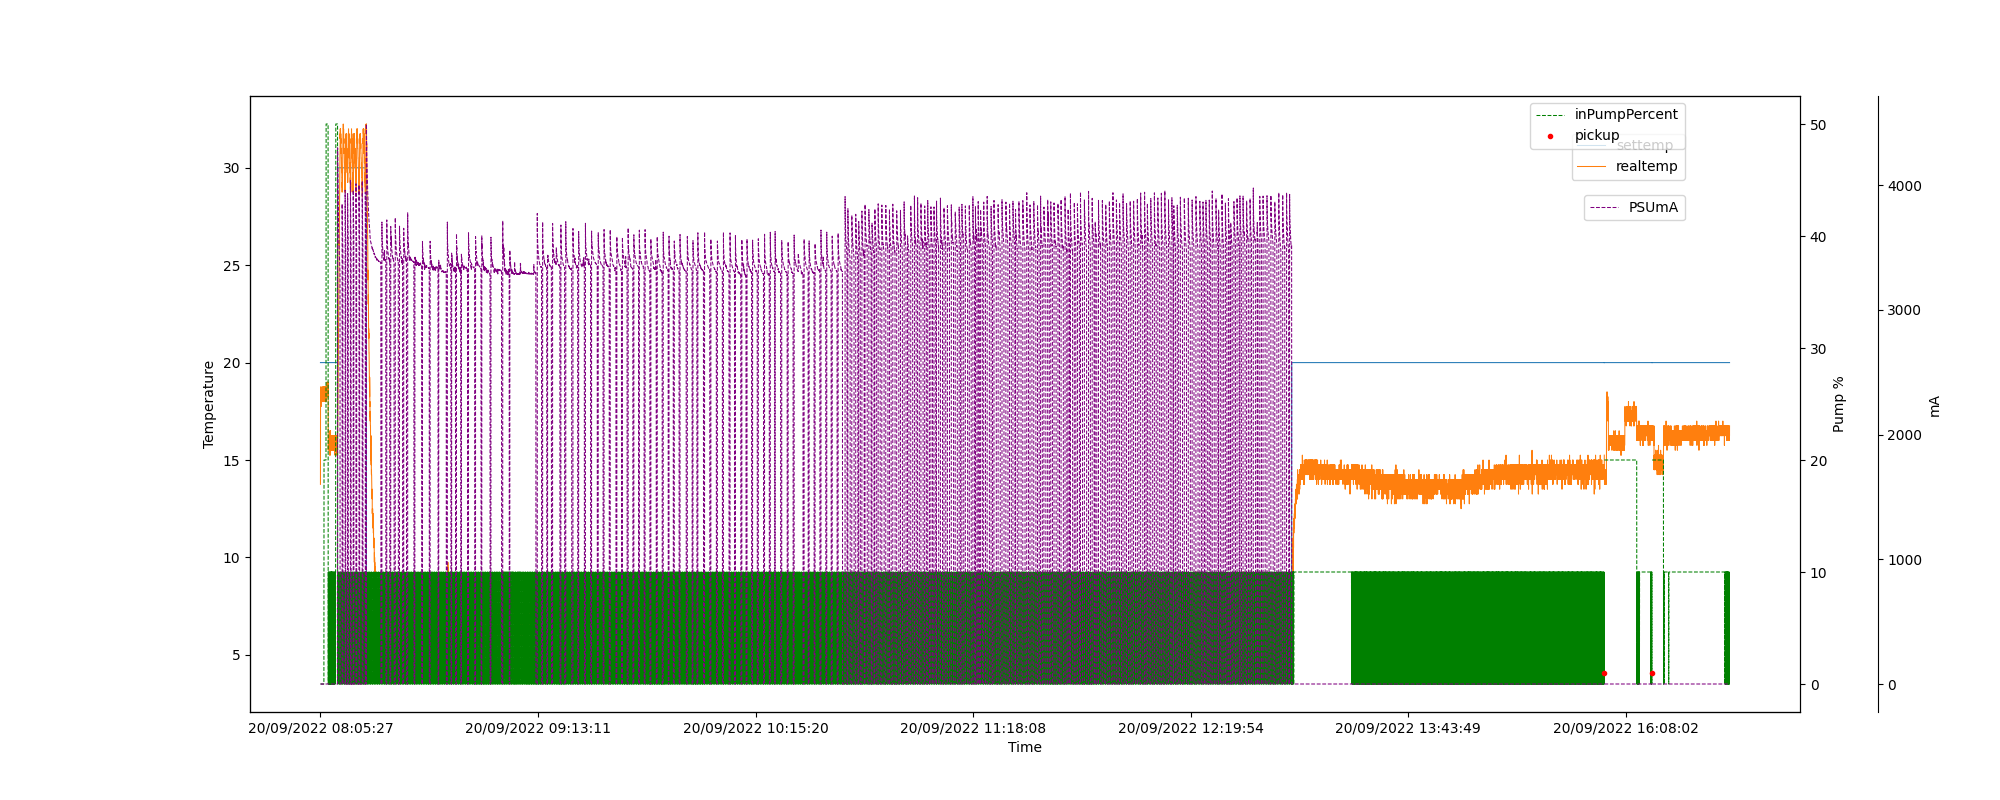 inPumpPercent
pickup
settemp
realtemp
PSUmA
30
25
20
15
10
5
Temperature
50
40
30
20
10
0
Pump %
4000
3000
2000
1000
0
mA
20/09/2022 08:05:27
20/09/2022 09:13:11
20/09/2022 10:15:20
20/09/2022 11:18:08
20/09/2022 12:19:54
20/09/2022 13:43:49
20/09/2022 16:08:02
Time